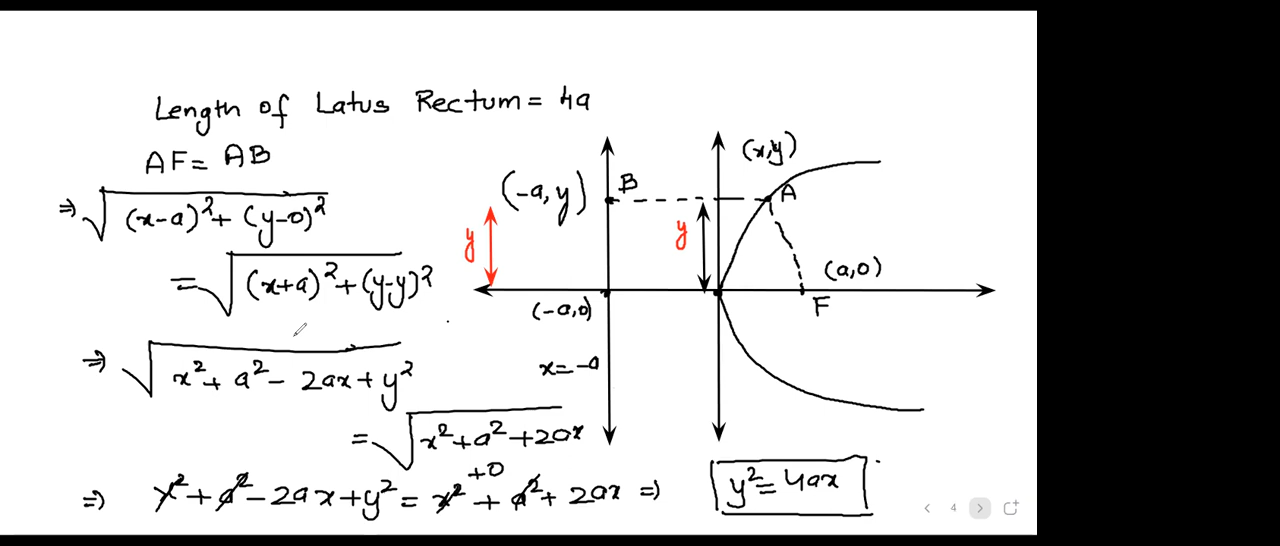 Length of Latus Rectum = 4a
AF = AB
⇒ √((x-a)² + (y-0)²)
= √((x+a)² + (y-y)²)
⇒ √(x² + a² - 2ax + y²)
= √(x² + a² + 2ax
+0
⇒ x² + a² - 2ax + y² = x² + a² + 2ax ⇒
y² = 4ax
(x,y)
(-a,y)
B
A
y
y
(a,0)
(-a,0)
F
x=-a
4